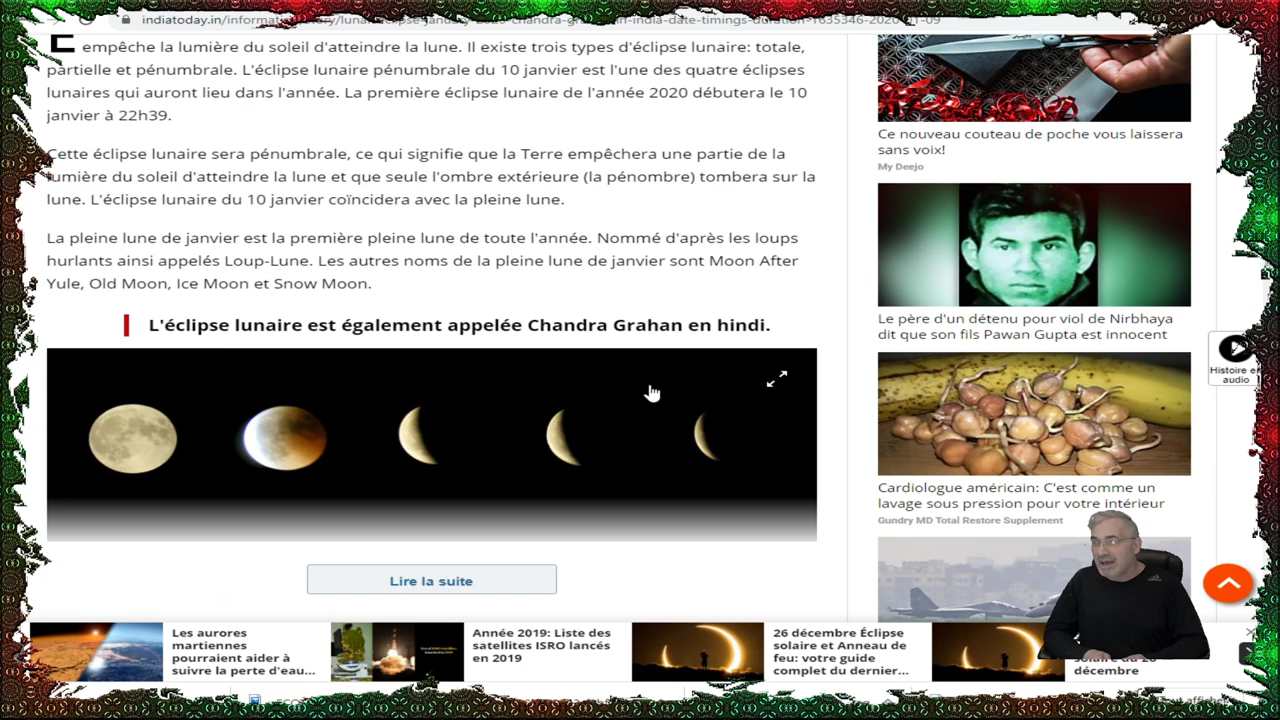 indiatoday.in/information/story/lunar-eclipse-january-2020-chandra-grahan-in-india-date-timings-duration-1635346-2020-01-09
E empêche la lumière du soleil d'atteindre la lune. Il existe trois types d'éclipse lunaire: totale,
partielle et pénumbrale. L'éclipse lunaire pénumbrale du 10 janvier est l'une des quatre éclipses
lunaires qui auront lieu dans l'année. La première éclipse lunaire de l'année 2020 débutera le 10
janvier à 22h39.
Cette éclipse lunaire sera pénumbrale, ce qui signifie que la Terre empêchera une partie de la
lumière du soleil d'atteindre la lune et que seule l'ombre extérieure (la pénombre) tombera sur la
lune. L'éclipse lunaire du 10 janvier coïncidera avec la pleine lune.
La pleine lune de janvier est la première pleine lune de toute l'année. Nommé d'après les loups
hurlants ainsi appelés Loup-Lune. Les autres noms de la pleine lune de janvier sont Moon After
Yule, Old Moon, Ice Moon et Snow Moon.
L'éclipse lunaire est également appelée Chandra Grahan en hindi.
Lire la suite
Ce nouveau couteau de poche vous laissera
sans voix!
My Deejo
Le père d'un détenu pour viol de Nirbhaya
dit que son fils Pawan Gupta est innocent
Histoire en
audio
Cardiologue américain: C'est comme un
lavage sous pression pour votre intérieur
Gundry MD Total Restore Supplement
Les aurores
martiennes
pourraient aider à
suivre la perte d'eau...
Année 2019: Liste des
satellites ISRO lancés
en 2019
26 décembre Éclipse
solaire et Anneau de
feu: votre guide
complet du dernier...
solaire du 26
décembre